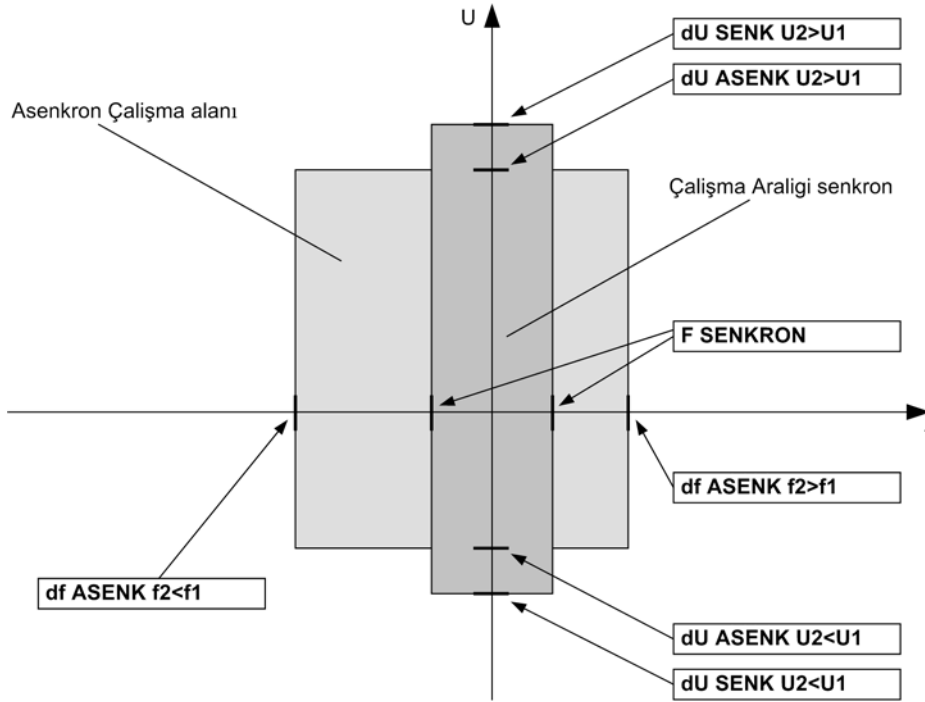 U
dU SENK U2>U1
dU ASENK U2>U1
Asenkron Çalişma alanı
Çalişma Araligi senkron
F SENKRON
df ASENK f2>f1
df ASENK f2<f1
dU ASENK U2<U1
dU SENK U2<U1